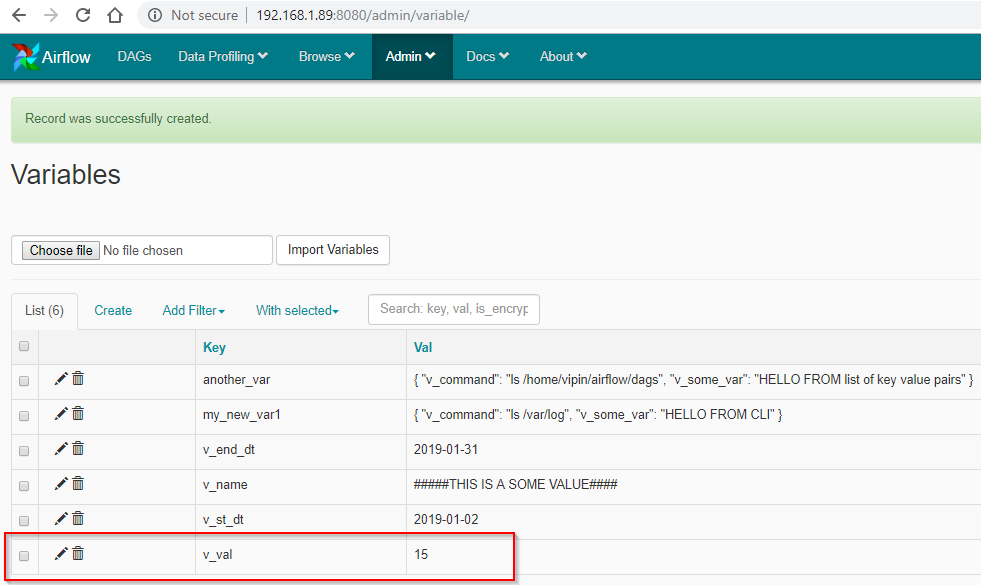 Not secure | 192.168.1.89:8080/admin/variable/
Airflow DAGs Data Profiling Browse Admin Docs About
Record was successfully created.
Variables
Choose file No file chosen Import Variables
List (6) Create Add Filter With selected Search: key, val, is_encryp
Key Val
another_var { "v_command": "ls /home/vipin/airflow/dags", "v_some_var": "HELLO FROM list of key value pairs" }
my_new_var1 { "v_command": "ls /var/log", "v_some_var": "HELLO FROM CLI" }
v_end_dt 2019-01-31
v_name #####THIS IS A SOME VALUE####
v_st_dt 2019-01-02
v_val 15